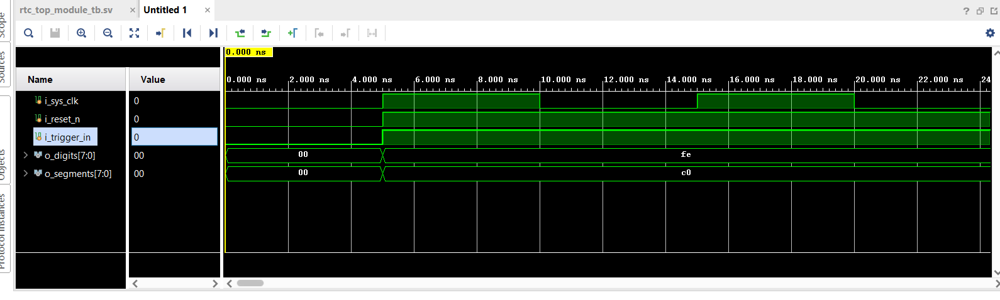 rtc_top_module_tb.sv × Untitled 1 ×
? 
Scope
Sources
Objects
Protocol Instances
Name Value
0.000 ns
0.000 ns 2.000 ns 4.000 ns 6.000 ns 8.000 ns 10.000 ns 12.000 ns 14.000 ns 16.000 ns 18.000 ns 20.000 ns 22.000 ns 24
i_sys_clk 0
i_reset_n 0
i_trigger_in 0
o_digits[7:0] 00 00 fe
o_segments[7:0] 00 00 c0